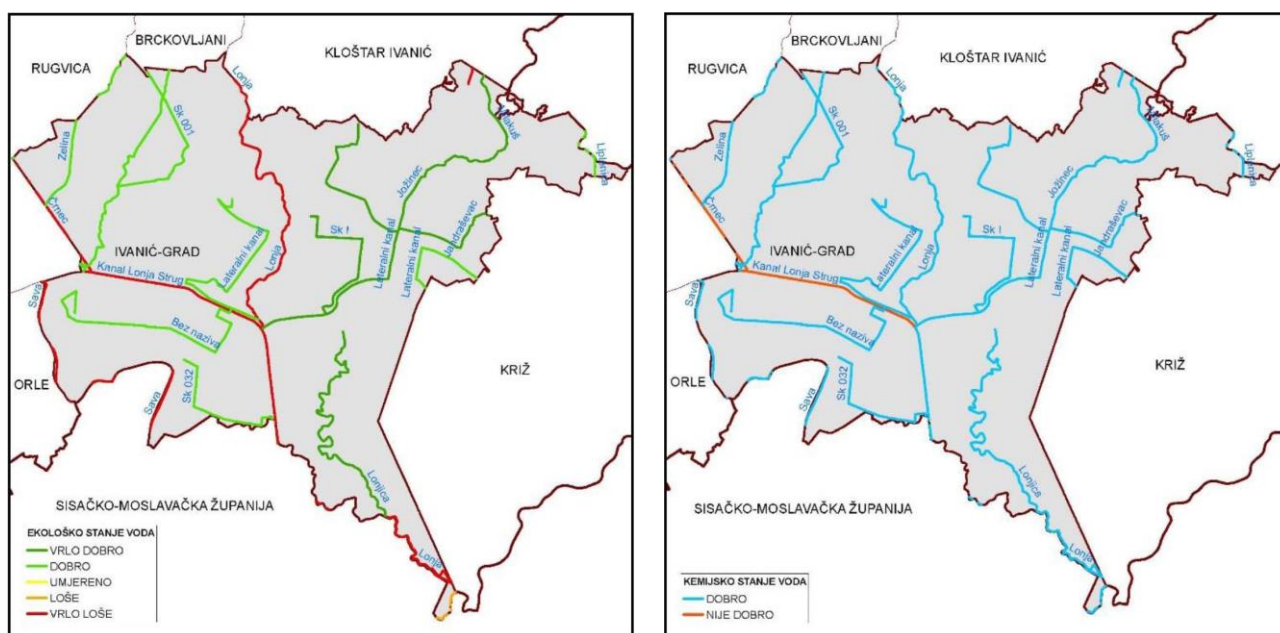 BRCKOVLJANI
KLOŠTAR IVANIĆ
RUGVICA
Lonja
Sk 001
Zelina
Lipnica
Jožinec
Črnec
Sk I
Jandraševac
IVANIĆ-GRAD
Lateralni kanal
Lonja
Lateralni kanal
Lateralni kanal
Kanal Lonja Strug
Sava
Bez naziva
KRIŽ
ORLE
Sk 032
Sava
Lonjica
SISAČKO-MOSLAVAČKA ŽUPANIJA
Lonja
EKOLOŠKO STANJE VODA
VRLO DOBRO
DOBRO
UMJERENO
LOŠE
VRLO LOŠE
BRCKOVLJANI
KLOŠTAR IVANIĆ
RUGVICA
Lonja
Sk 001
Zelina
Jožinec
Črnec
Sk I
Jandraševac
IVANIĆ-GRAD
Lateralni kanal
Lonja
Lateralni kanal
Lateralni kanal
Kanal Lonja Strug
Sava
Bez naziva
KRIŽ
ORLE
Sk 032
Sava
Lonjica
SISAČKO-MOSLAVAČKA ŽUPANIJA
Lonja
KEMIJSKO STANJE VODA
DOBRO
NIJE DOBRO